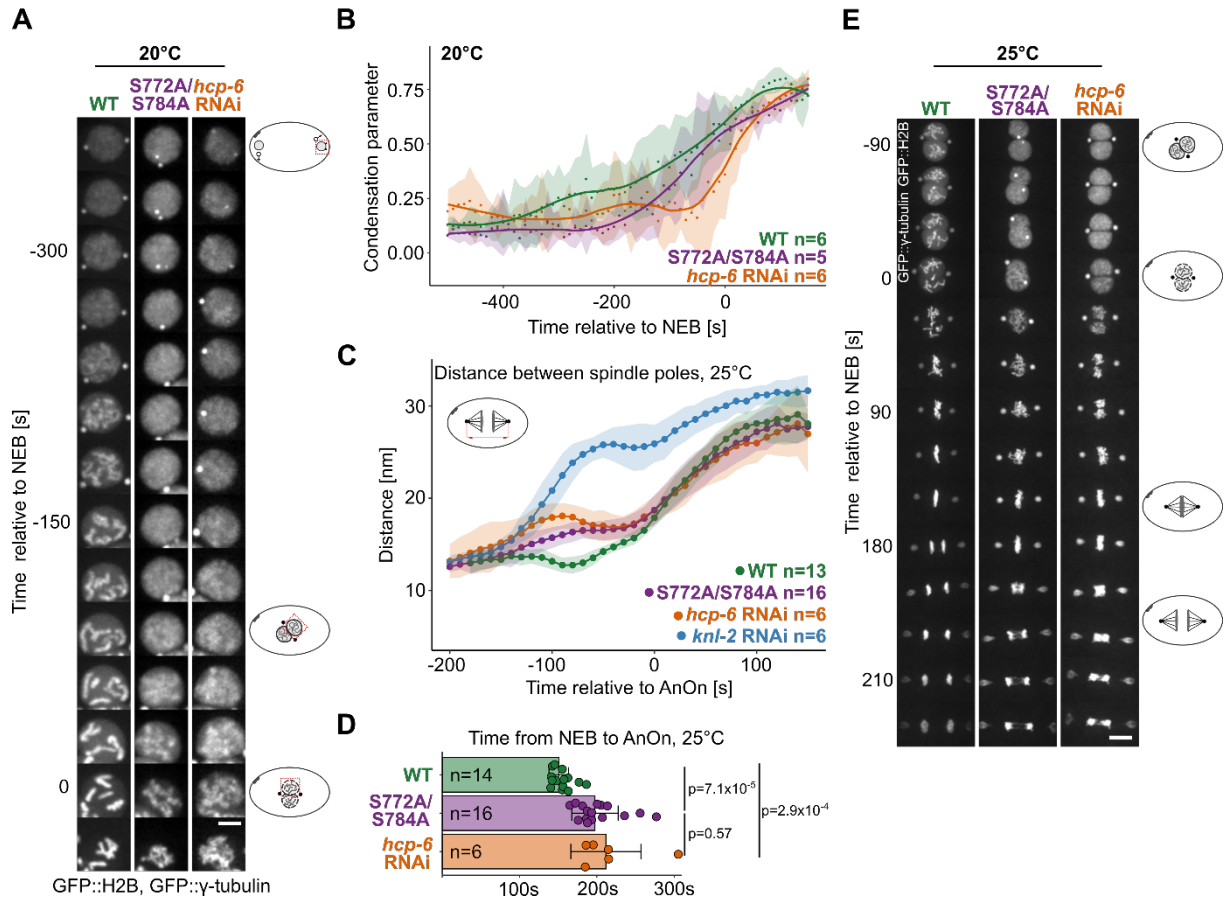 A
20°C
WT
S772A/
S784A
hcp-6
RNAi
Time relative to NEB [s]
-300
-150
0
GFP::H2B, GFP::γ-tubulin
B
20°C
Condensation parameter
0.75
0.50
0.25
0.00
WT n=6
S772A/S784A n=5
hcp-6 RNAi n=6
-400
-200
0
Time relative to NEB [s]
C
Distance between spindle poles, 25°C
Distance [nm]
30
20
10
WT n=13
S772A/S784A n=16
hcp-6 RNAi n=6
knl-2 RNAi n=6
-200
-100
0
100
Time relative to AnOn [s]
D
Time from NEB to AnOn, 25°C
WT
n=14
S772A/
S784A
n=16
hcp-6
RNAi
n=6
p=7.1x10-5
p=0.57
p=2.9x10-4
100s
200s
300s
E
25°C
WT
S772A/
S784A
hcp-6
RNAi
GFP::γ-tubulin GFP::H2B
Time relative to NEB [s]
-90
0
90
180
210